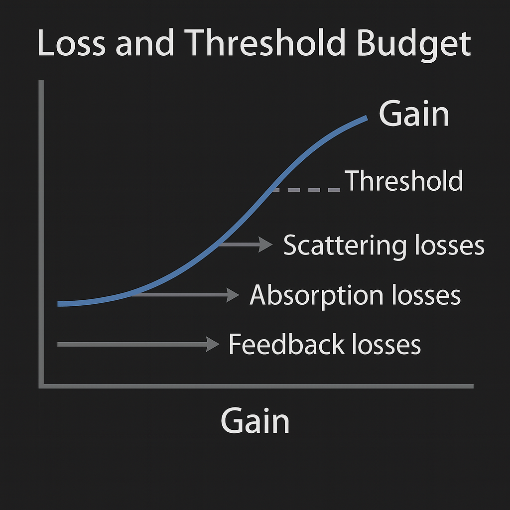 Loss and Threshold Budget
Gain
Threshold
Scattering losses
Absorption losses
Feedback losses
Gain